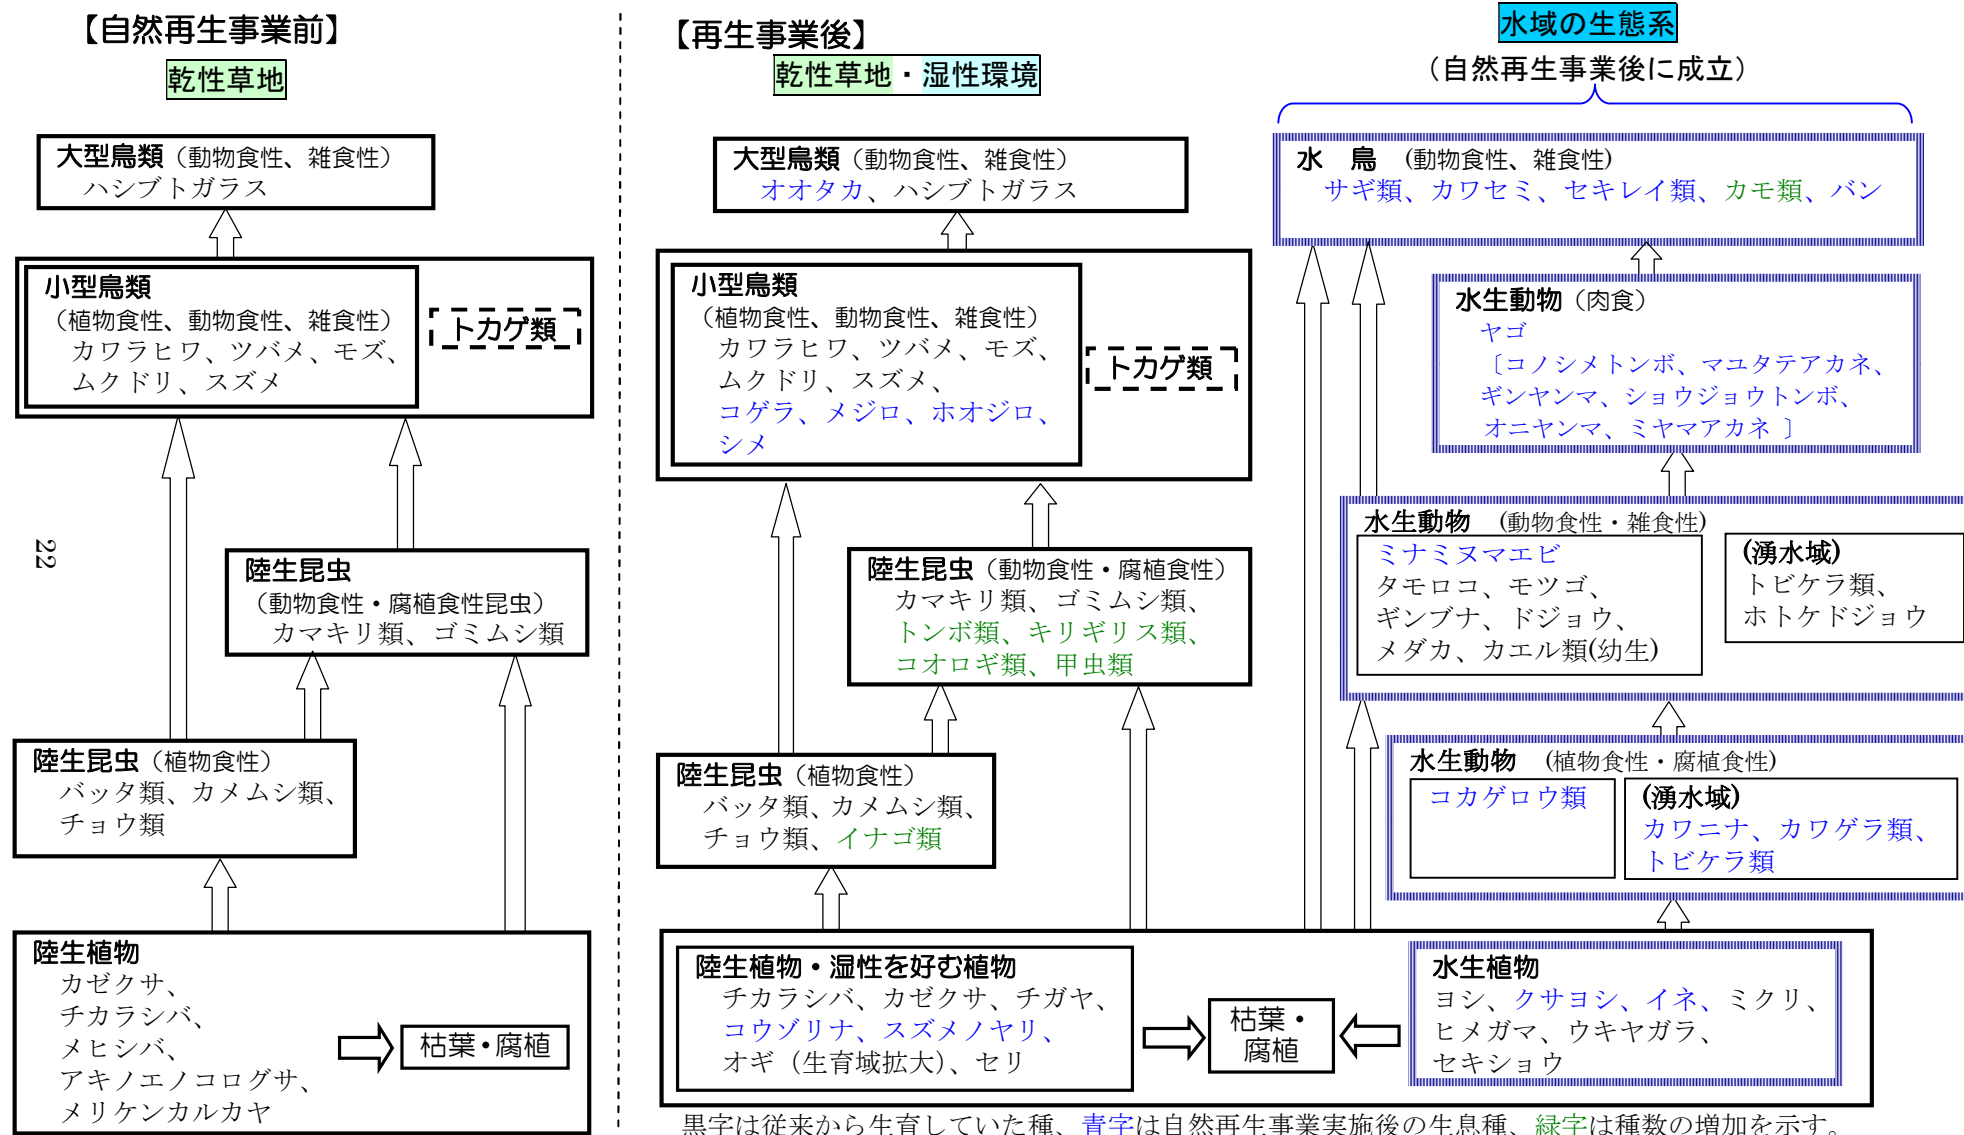 【自然再生事業前】
乾性草地
大型鳥類（動物食性、雑食性）
ハシブトガラス
小型鳥類
（植物食性、動物食性、雑食性）
カワラヒワ、ツバメ、モズ、
ムクドリ、スズメ
トカゲ類
陸生昆虫
（動物食性・腐植食性昆虫）
カマキリ類、ゴミムシ類
陸生昆虫（植物食性）
バッタ類、カメムシ類、
チョウ類
陸生植物
カゼクサ、
チカラシバ、
メヒシバ、
アキノエノコログサ、
メリケンカルカヤ
枯葉・腐植
22
【再生事業後】
乾性草地・湿性環境
大型鳥類（動物食性、雑食性）
オオタカ、ハシブトガラス
小型鳥類
（植物食性、動物食性、雑食性）
カワラヒワ、ツバメ、モズ、
ムクドリ、スズメ、
コゲラ、メジロ、ホオジロ、
シメ
トカゲ類
陸生昆虫（動物食性・腐植食性）
カマキリ類、ゴミムシ類、
トンボ類、キリギリス類、
コオロギ類、甲虫類
陸生昆虫（植物食性）
バッタ類、カメムシ類、
チョウ類、イナゴ類
陸生植物・湿性を好む植物
チカラシバ、カゼクサ、チガヤ、
コウゾリナ、スズメノヤリ、
オギ（生育域拡大）、セリ
枯葉・
腐植
水域の生態系
（自然再生事業後に成立）
水　鳥　(動物食性、雑食性)
サギ類、カワセミ、セキレイ類、カモ類、バン
水生動物（肉食）
ヤゴ
〔コノシメトンボ、マユタテアカネ、
ギンヤンマ、ショウジョウトンボ、
オニヤンマ、ミヤマアカネ 〕
水生動物　(動物食性・雑食性)
ミナミヌマエビ
タモロコ、モツゴ、
ギンブナ、ドジョウ、
メダカ、カエル類(幼生)
(湧水域)
トビケラ類、
ホトケドジョウ
水生動物　(植物食性・腐植食性)
コカゲロウ類
(湧水域)
カワニナ、カワゲラ類、
トビケラ類
水生植物
ヨシ、クサヨシ、イネ、ミクリ、
ヒメガマ、ウキヤガラ、
セキショウ
黒字は従来から生育していた種、青字は自然再生事業実施後の生息種、緑字は種数の増加を示す。